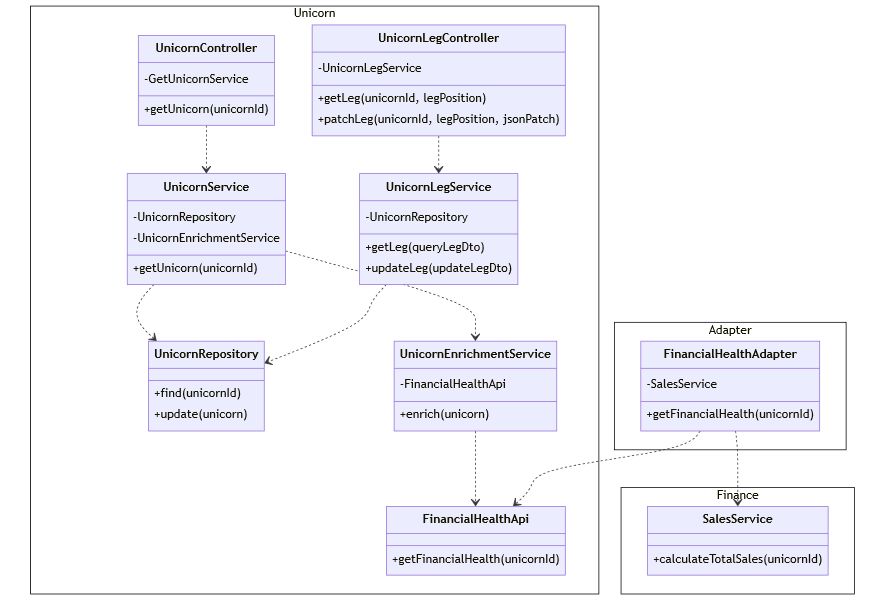 Unicorn
UnicornController
-GetUnicornService
+getUnicorn(unicornId)
UnicornLegController
-UnicornLegService
+getLeg(unicornId, legPosition)
+patchLeg(unicornId, legPosition, jsonPatch)
UnicornService
-UnicornRepository
-UnicornEnrichmentService
+getUnicorn(unicornId)
UnicornLegService
-UnicornRepository
+getLeg(queryLegDto)
+updateLeg(updateLegDto)
UnicornRepository
+find(unicornId)
+update(unicorn)
UnicornEnrichmentService
-FinancialHealthApi
+enrich(unicorn)
Adapter
FinancialHealthAdapter
-SalesService
+getFinancialHealth(unicornId)
FinancialHealthApi
+getFinancialHealth(unicornId)
Finance
SalesService
+calculateTotalSales(unicornId)